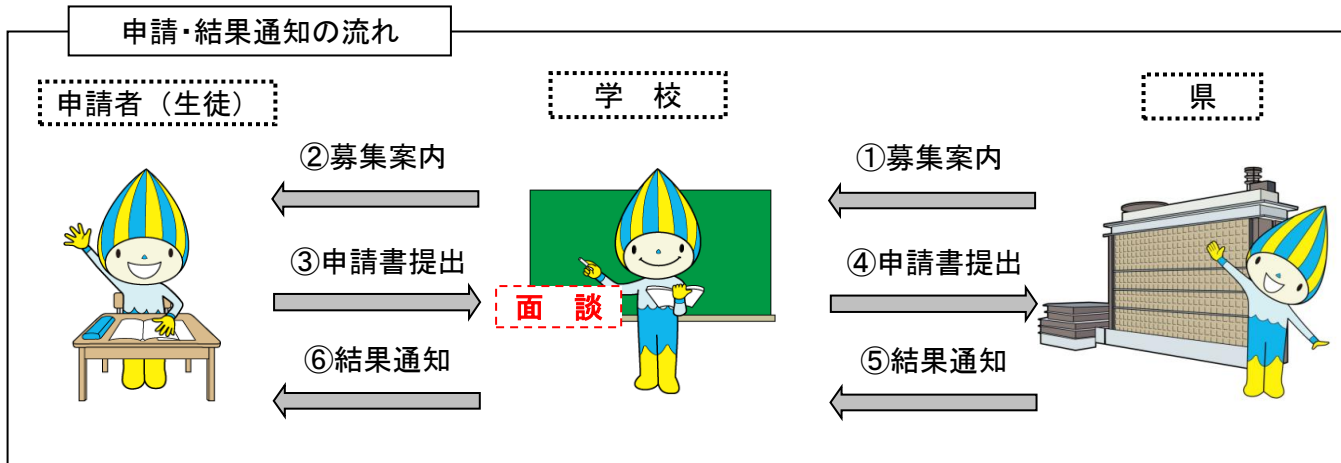 申請・結果通知の流れ
申請者（生徒）
学　校
県
②募集案内
①募集案内
③申請書提出
④申請書提出
面　談
⑥結果通知
⑤結果通知